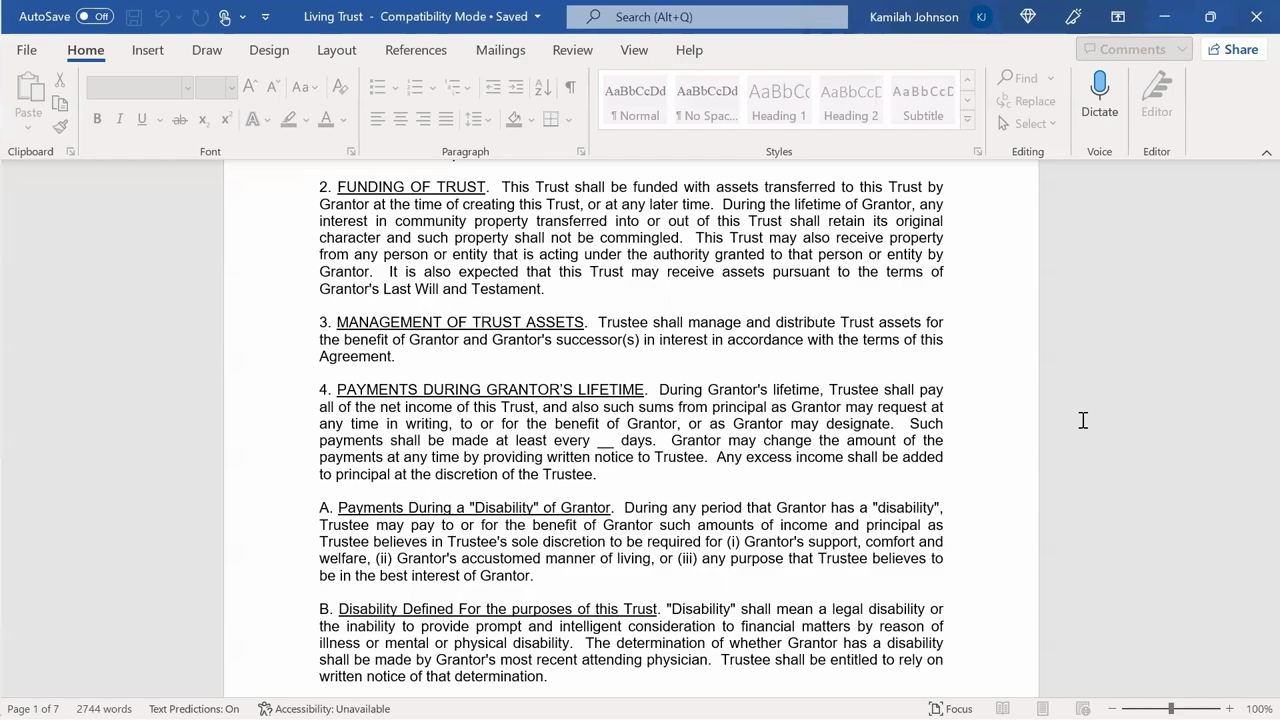 AutoSave Off Living Trust - Compatibility Mode • Saved Search (Alt+Q) Kamilah Johnson KJ
File Home Insert Draw Design Layout References Mailings Review View Help Comments Share
Paste
Clipboard Font Paragraph Styles Editing Voice Editor
AaBbCcDd AaBbCcDd AaBbCc AaBbCcD AaBbCcD
¶ Normal ¶ No Spac... Heading Heading 2 Subtitle
Find
Replace
Select
Dictate Editor
2. FUNDING OF TRUST. This Trust shall be funded with assets transferred to this Trust by
Grantor at the time of creating this Trust, or at any later time. During the lifetime of Grantor, any
interest in community property transferred into or out of this Trust shall retain its original
character and such property shall not be commingled. This Trust may also receive property
from any person or entity that is acting under the authority granted to that person or entity by
Grantor. It is also expected that this Trust may receive assets pursuant to the terms of
Grantor's Last Will and Testament.
3. MANAGEMENT OF TRUST ASSETS. Trustee shall manage and distribute Trust assets for
the benefit of Grantor and Grantor's successor(s) in interest in accordance with the terms of this
Agreement.
4. PAYMENTS DURING GRANTOR'S LIFETIME. During Grantor's lifetime, Trustee shall pay
all of the net income of this Trust, and also such sums from principal as Grantor may request at
any time in writing, to or for the benefit of Grantor, or as Grantor may designate. Such
payments shall be made at least every __ days. Grantor may change the amount of the
payments at any time by providing written notice to Trustee. Any excess income shall be added
to principal at the discretion of the Trustee.
A. Payments During a "Disability" of Grantor. During any period that Grantor has a "disability",
Trustee may pay to or for the benefit of Grantor such amounts of income and principal as
Trustee believes in Trustee's sole discretion to be required for (i) Grantor's support, comfort and
welfare, (ii) Grantor's accustomed manner of living, or (iii) any purpose that Trustee believes to
be in the best interest of Grantor.
B. Disability Defined For the purposes of this Trust. "Disability" shall mean a legal disability or
the inability to provide prompt and intelligent consideration to financial matters by reason of
illness or mental or physical disability. The determination of whether Grantor has a disability
shall be made by Grantor's most recent attending physician. Trustee shall be entitled to rely on
written notice of that determination.
Page 1 of 7 2744 words Text Predictions: On Accessibility: Unavailable Focus 100%